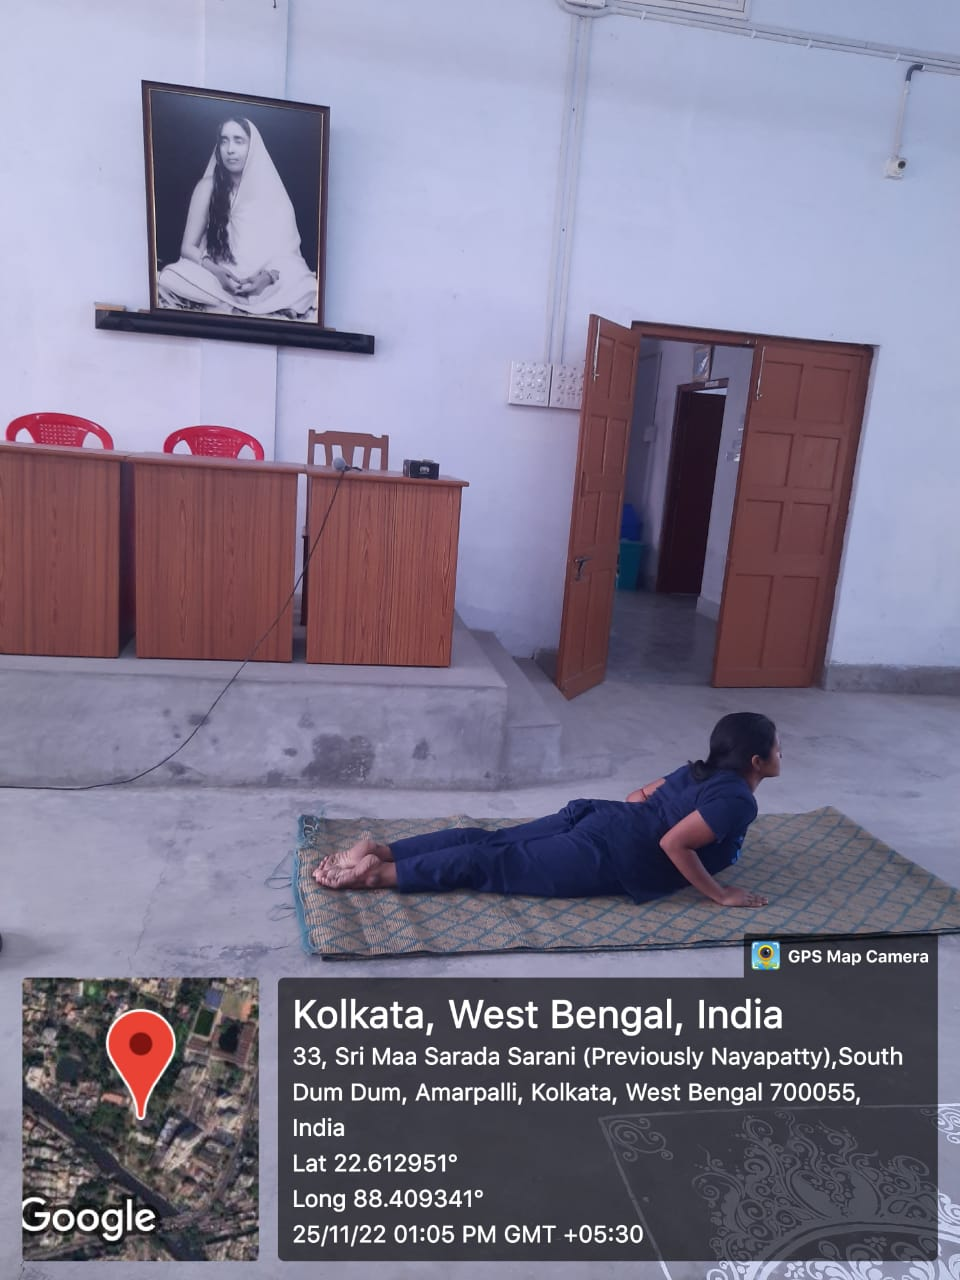 GPS Map Camera
Kolkata, West Bengal, India
33, Sri Maa Sarada Sarani (Previously Nayapatty),South
Dum Dum, Amarpalli, Kolkata, West Bengal 700055,
India
Lat 22.612951°
Long 88.409341°
25/11/22 01:05 PM GMT +05:30
Google